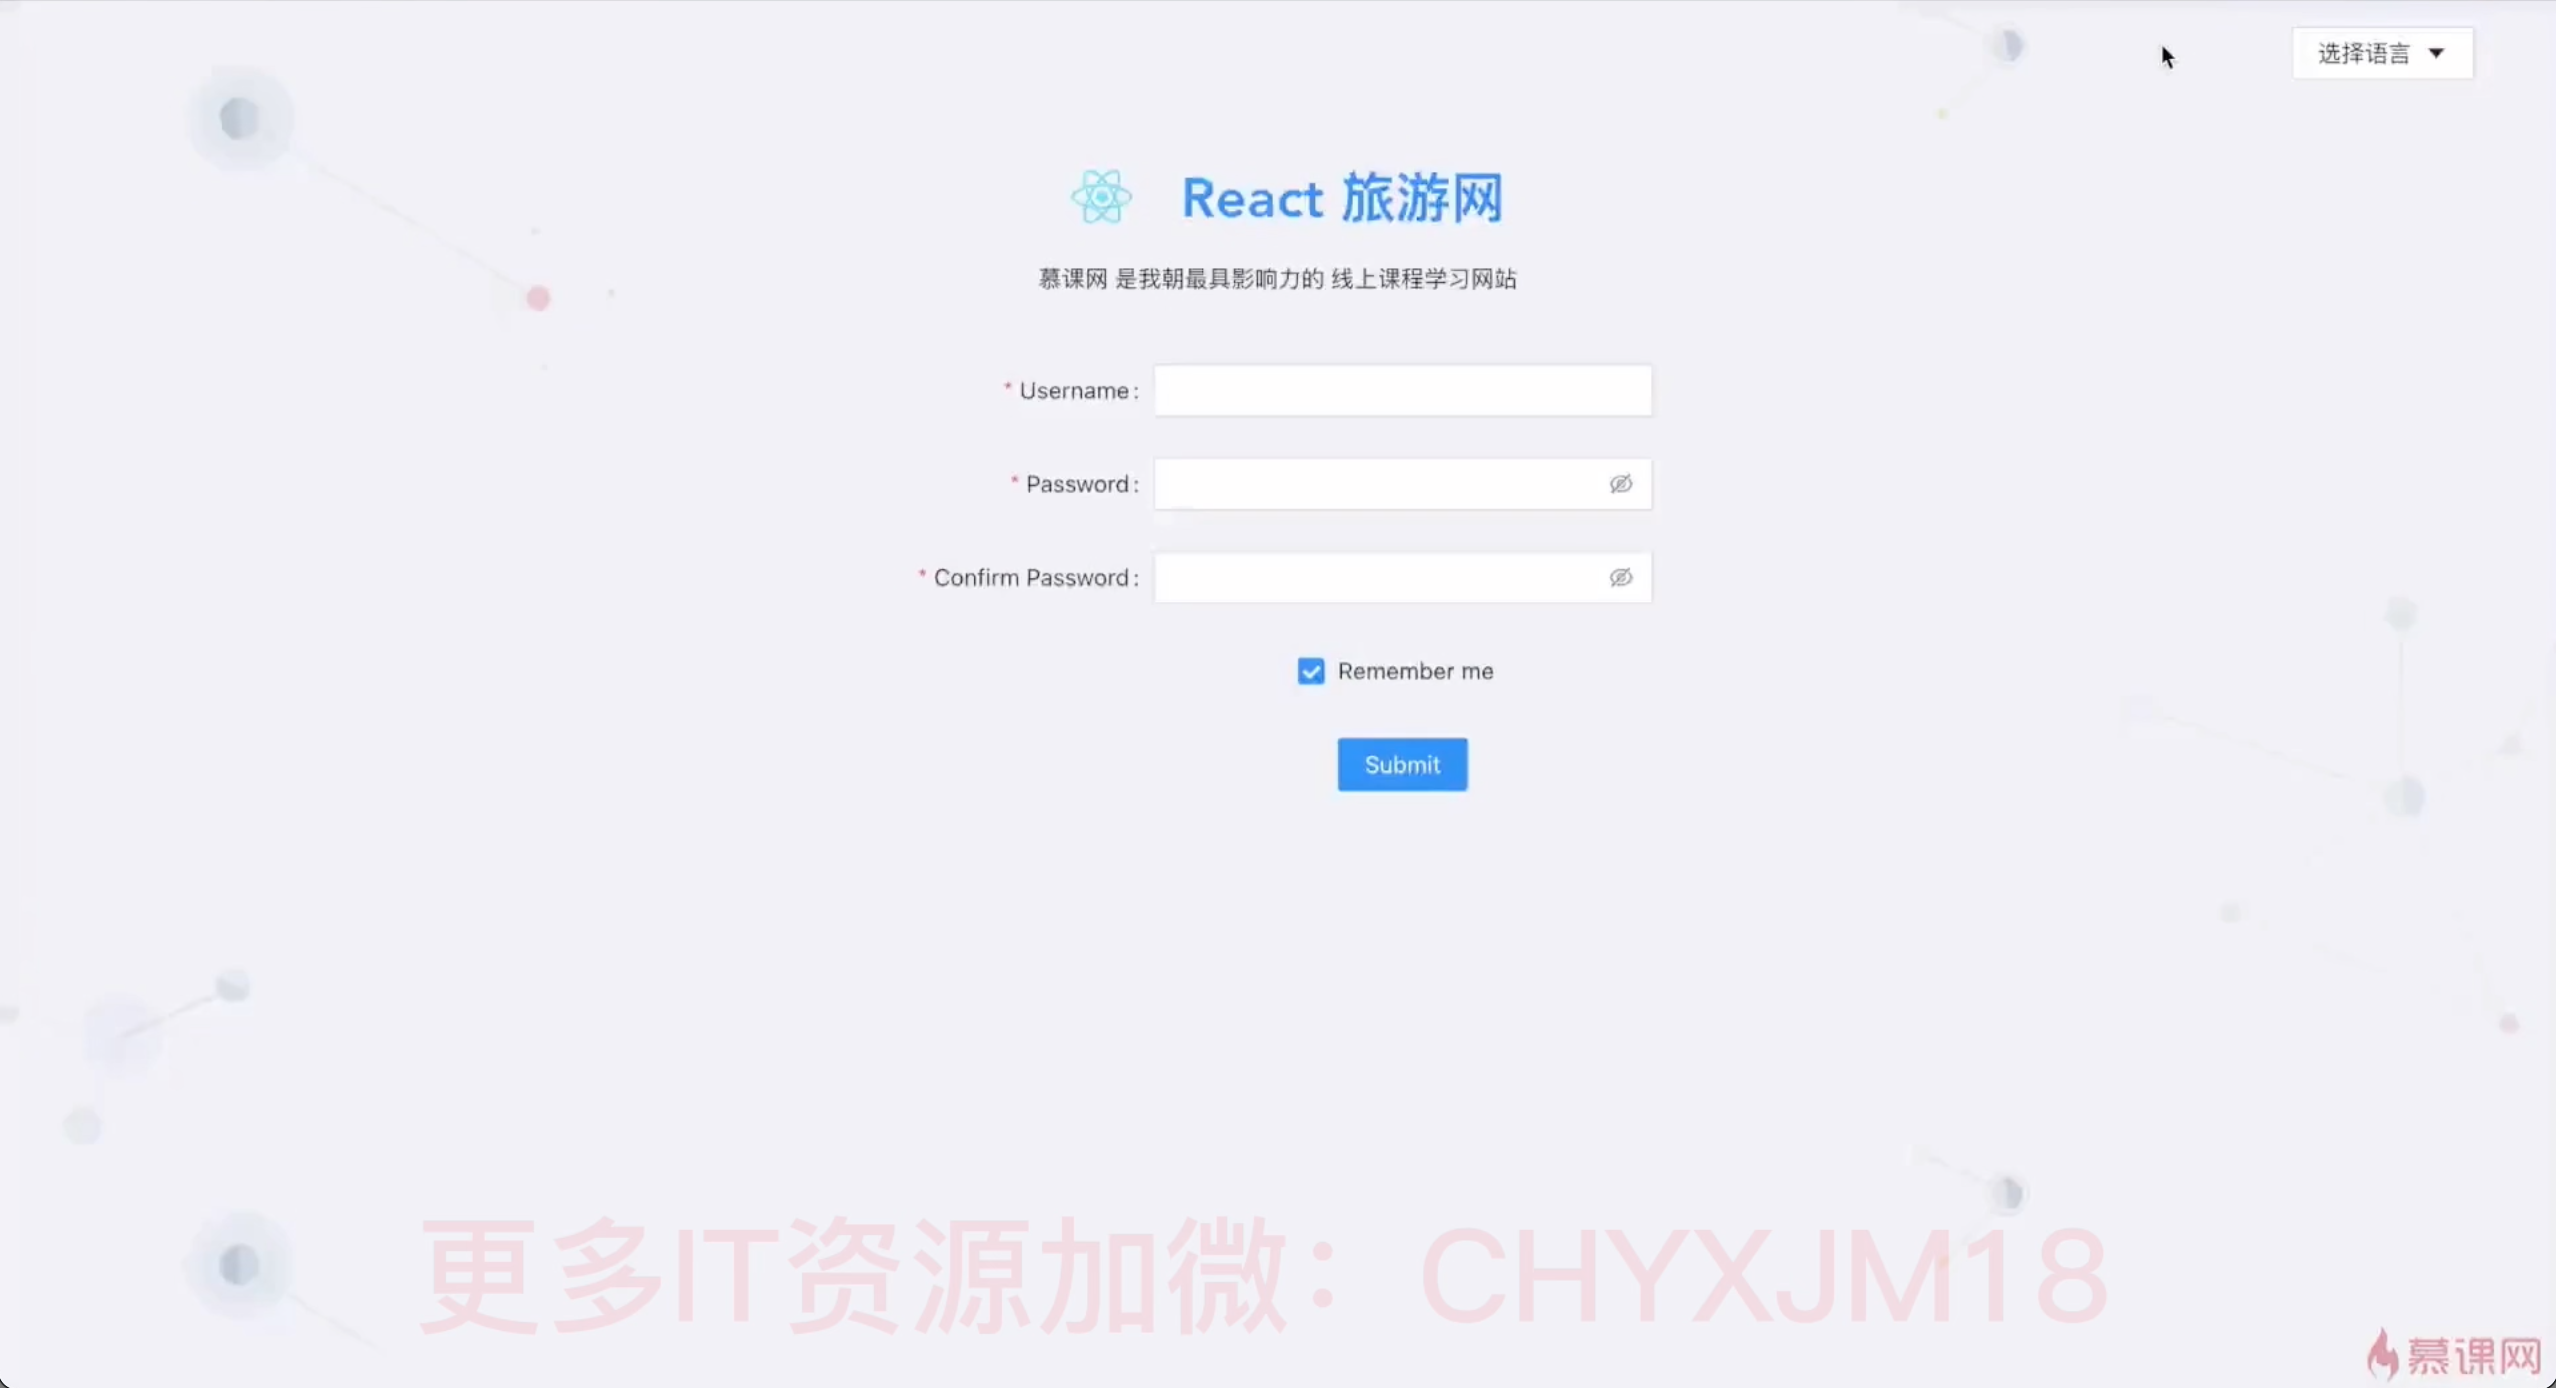 选择语言
React 旅游网
慕课网 是我朝最具影响力的 线上课程学习网站
* Username :
* Password :
* Confirm Password :
Remember me
Submit
更多IT资源加微：CHYXJM18
慕课网